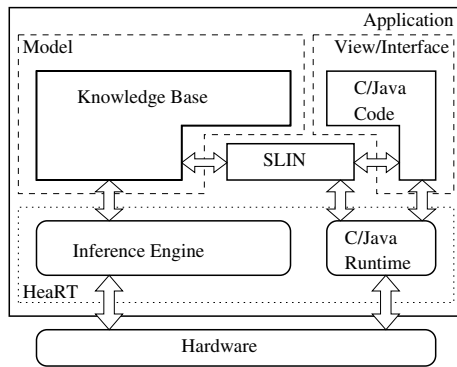 Application
Model
View/Interface
Knowledge Base
C/Java
Code
SLIN
Inference Engine
C/Java
Runtime
HeaRT
Hardware